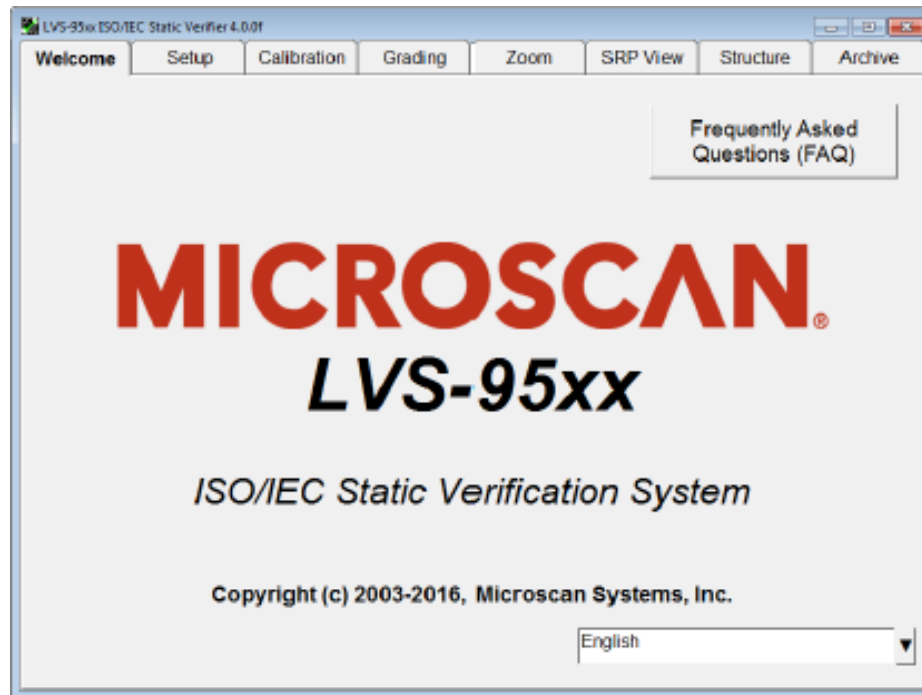 LVS-95xx ISO/IEC Static Verifier 4.0.0f
Welcome Setup Calibration Grading Zoom SRP View Structure Archive
Frequently Asked
Questions (FAQ)
MICROSCAN®
LVS-95xx
ISO/IEC Static Verification System
Copyright (c) 2003-2016, Microscan Systems, Inc.
English